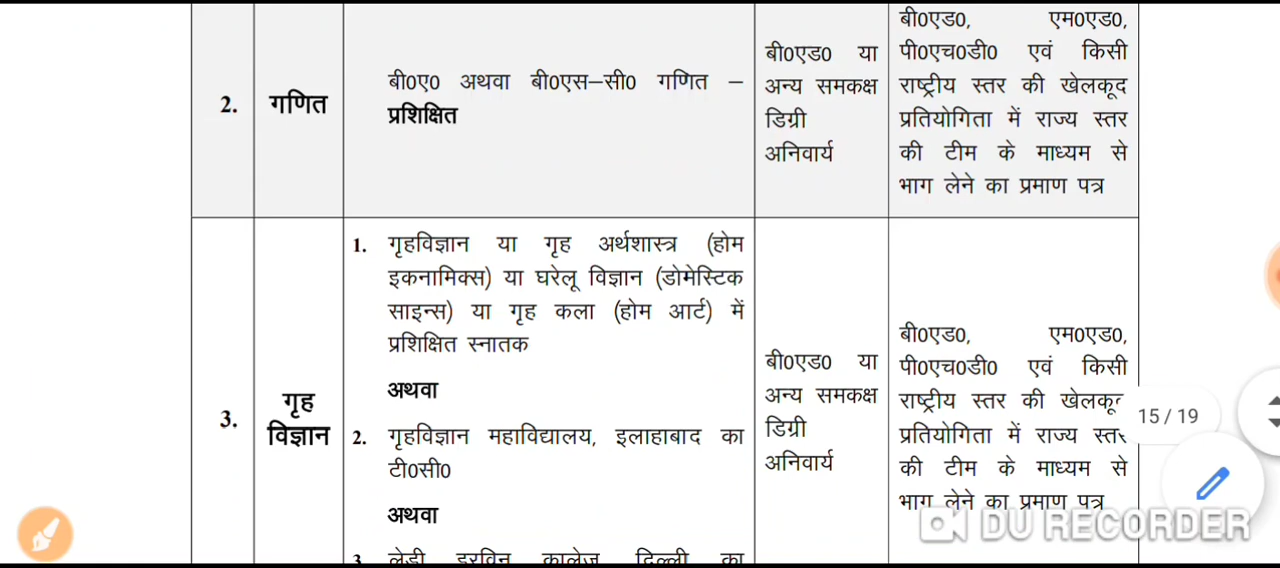 2.
गणित
बी0ए0 अथवा बी0एस–सी0 गणित –
प्रशिक्षित
बी0एड0 या
अन्य समकक्ष
डिग्री
अनिवार्य
बी0एड0, एम0एड0,
पी0एच0डी0 एवं किसी
राष्ट्रीय स्तर की खेलकूद
प्रतियोगिता में राज्य स्तर
की टीम के माध्यम से
भाग लेने का प्रमाण पत्र
3.
गृह
विज्ञान
1. गृहविज्ञान या गृह अर्थशास्त्र (होम
इकनामिक्स) या घरेलू विज्ञान (डोमेस्टिक
साइन्स) या गृह कला (होम आर्ट) में
प्रशिक्षित स्नातक
अथवा
2. गृहविज्ञान महाविद्यालय, इलाहाबाद का
टी0सी0
अथवा
3. लेडी इरविन कालेज दिल्ली का
बी0एड0 या
अन्य समकक्ष
डिग्री
अनिवार्य
बी0एड0, एम0एड0,
पी0एच0डी0 एवं किसी
राष्ट्रीय स्तर की खेलकूद
प्रतियोगिता में राज्य स्तर
की टीम के माध्यम से
भाग लेने का प्रमाण पत्र
15 / 19
DU RECORDER